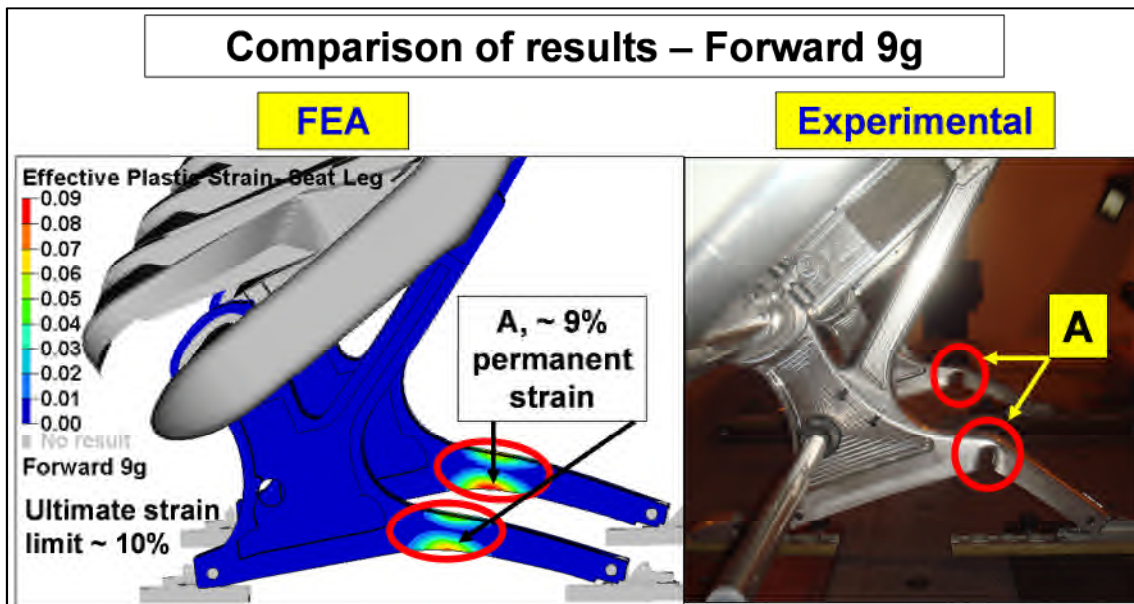 Comparison of results – Forward 9g
FEA
Experimental
Effective Plastic Strain- Seat Leg
0.09
0.08
0.07
0.06
0.05
0.04
0.03
0.02
0.01
0.00
No result
Forward 9g
Ultimate strain
limit ~ 10%
A, ~ 9%
permanent
strain
A